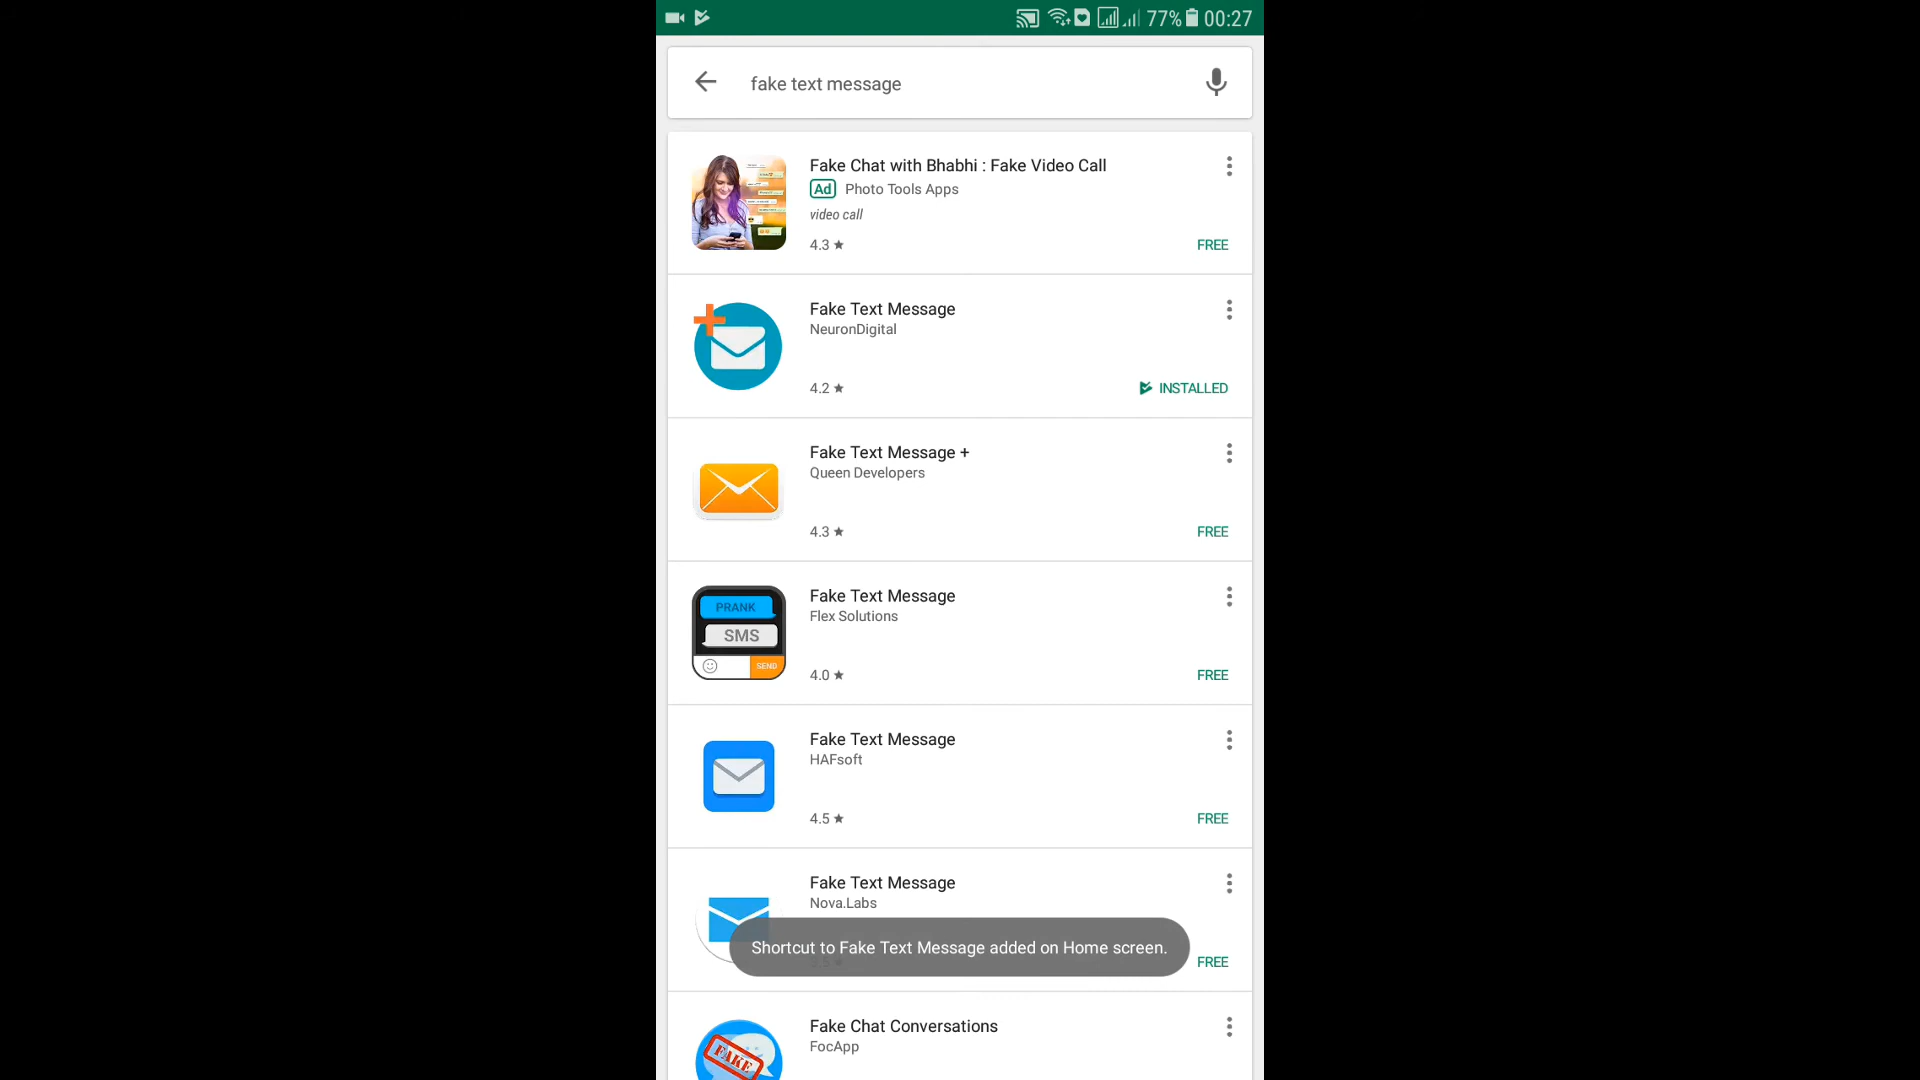 77% 00:27
fake text message
Fake Chat with Bhabhi : Fake Video Call
Ad Photo Tools Apps
video call
4.3 ★
FREE
Fake Text Message
NeuronDigital
4.2 ★
INSTALLED
Fake Text Message +
Queen Developers
4.3 ★
FREE
PRANK
SMS
SEND
Fake Text Message
Flex Solutions
4.0 ★
FREE
Fake Text Message
HAFsoft
4.5 ★
FREE
Fake Text Message
Nova.Labs
Shortcut to Fake Text Message added on Home screen.
FREE
FAKE
Fake Chat Conversations
FocApp